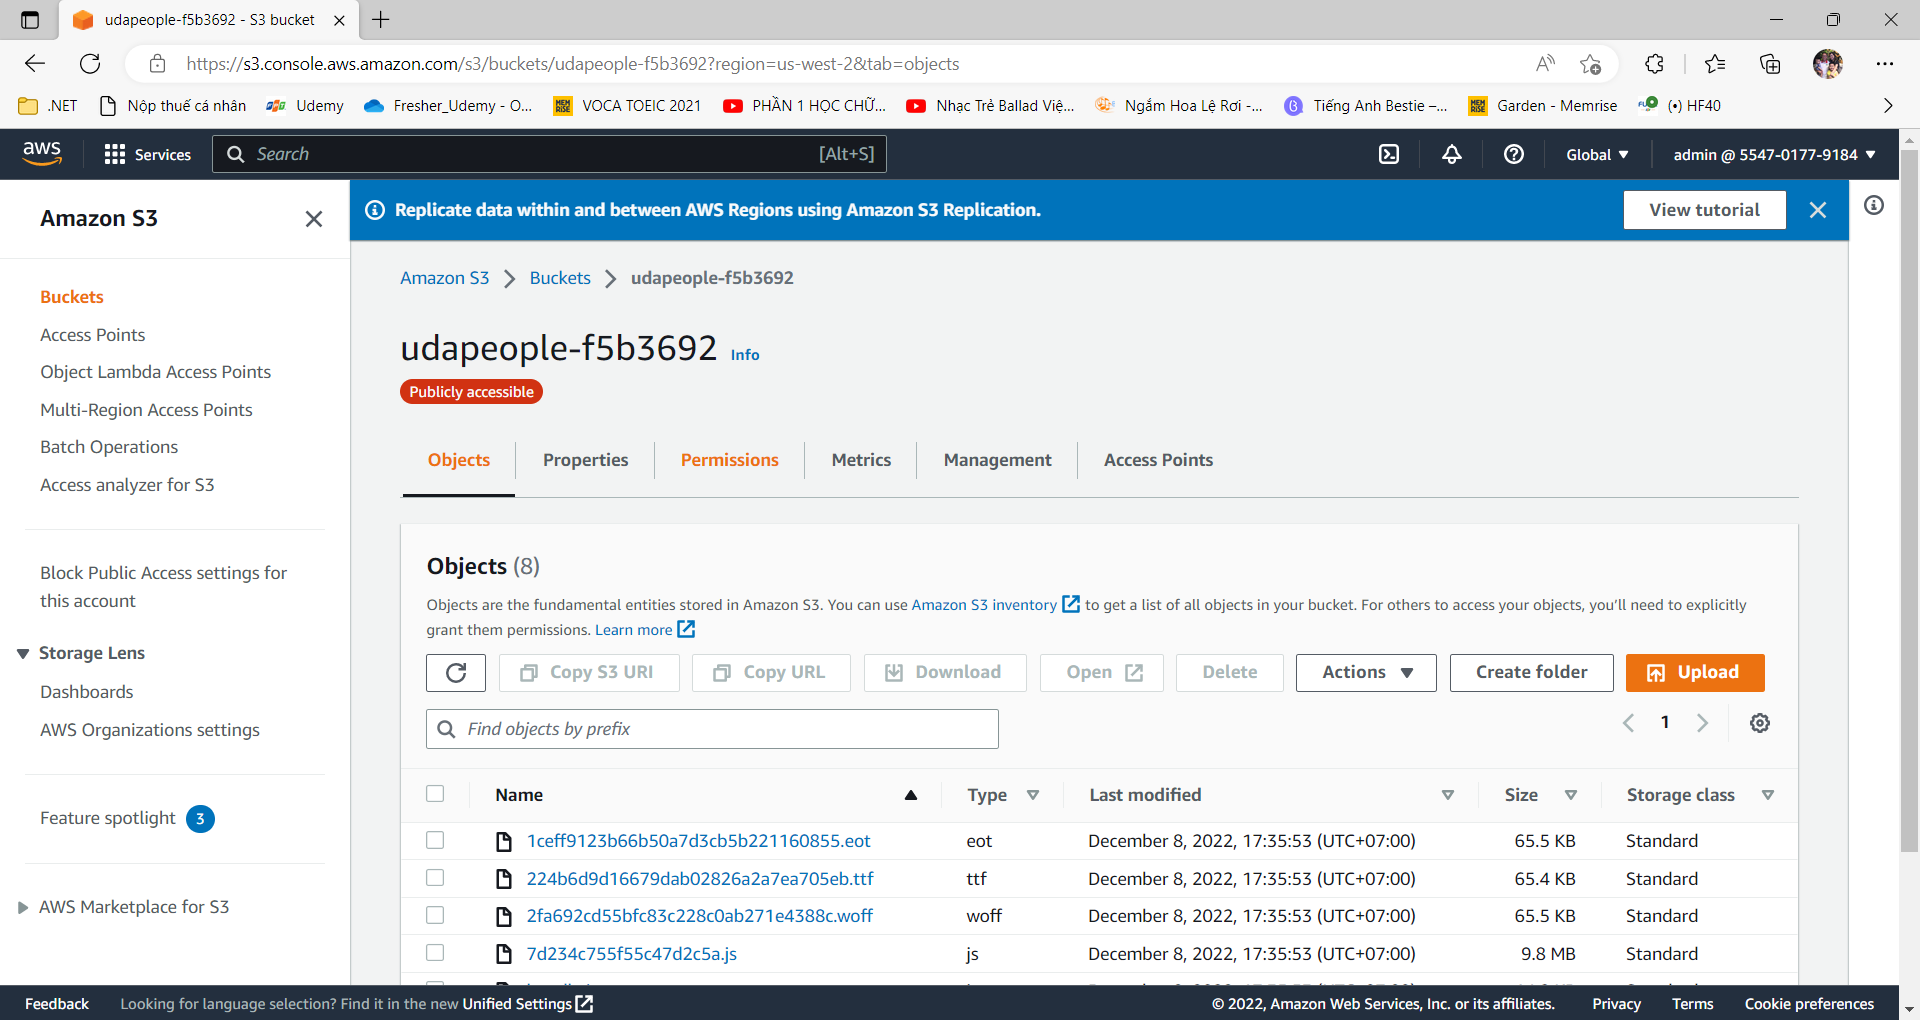 udapeople-f5b3692 - S3 bucket
https://s3.console.aws.amazon.com/s3/buckets/udapeople-f5b3692?region=us-west-2&tab=objects
.NET Nộp thuế cá nhân Udemy Fresher_Udemy - O... VOCA TOEIC 2021 PHẦN 1 HỌC CHỮ... Nhạc Trẻ Ballad Việ... Ngắm Hoa Lệ Rơi -... Tiếng Anh Bestie –... Garden - Memrise (•) HF40
aws Services Search [Alt+S] Global admin @ 5547-0177-9184
Amazon S3
Buckets
Access Points
Object Lambda Access Points
Multi-Region Access Points
Batch Operations
Access analyzer for S3
Block Public Access settings for
this account
Storage Lens
Dashboards
AWS Organizations settings
Feature spotlight 3
AWS Marketplace for S3
Replicate data within and between AWS Regions using Amazon S3 Replication. View tutorial
Amazon S3 Buckets udapeople-f5b3692
udapeople-f5b3692 Info
Publicly accessible
Objects Properties Permissions Metrics Management Access Points
Objects (8)
Objects are the fundamental entities stored in Amazon S3. You can use Amazon S3 inventory to get a list of all objects in your bucket. For others to access your objects, you’ll need to explicitly
grant them permissions. Learn more
Copy S3 URI Copy URL Download Open Delete Actions Create folder Upload
Find objects by prefix 1
Name Type Last modified Size Storage class
1ceff9123b66b50a7d3cb5b221160855.eot eot December 8, 2022, 17:35:53 (UTC+07:00) 65.5 KB Standard
224b6d9d16679dab02826a2a7ea705eb.ttf ttf December 8, 2022, 17:35:53 (UTC+07:00) 65.4 KB Standard
2fa692cd55bfc83c228c0ab271e4388c.woff woff December 8, 2022, 17:35:53 (UTC+07:00) 65.5 KB Standard
7d234c755f55c47d2c5a.js js December 8, 2022, 17:35:53 (UTC+07:00) 9.8 MB Standard
Feedback Looking for language selection? Find it in the new Unified Settings © 2022, Amazon Web Services, Inc. or its affiliates. Privacy Terms Cookie preferences